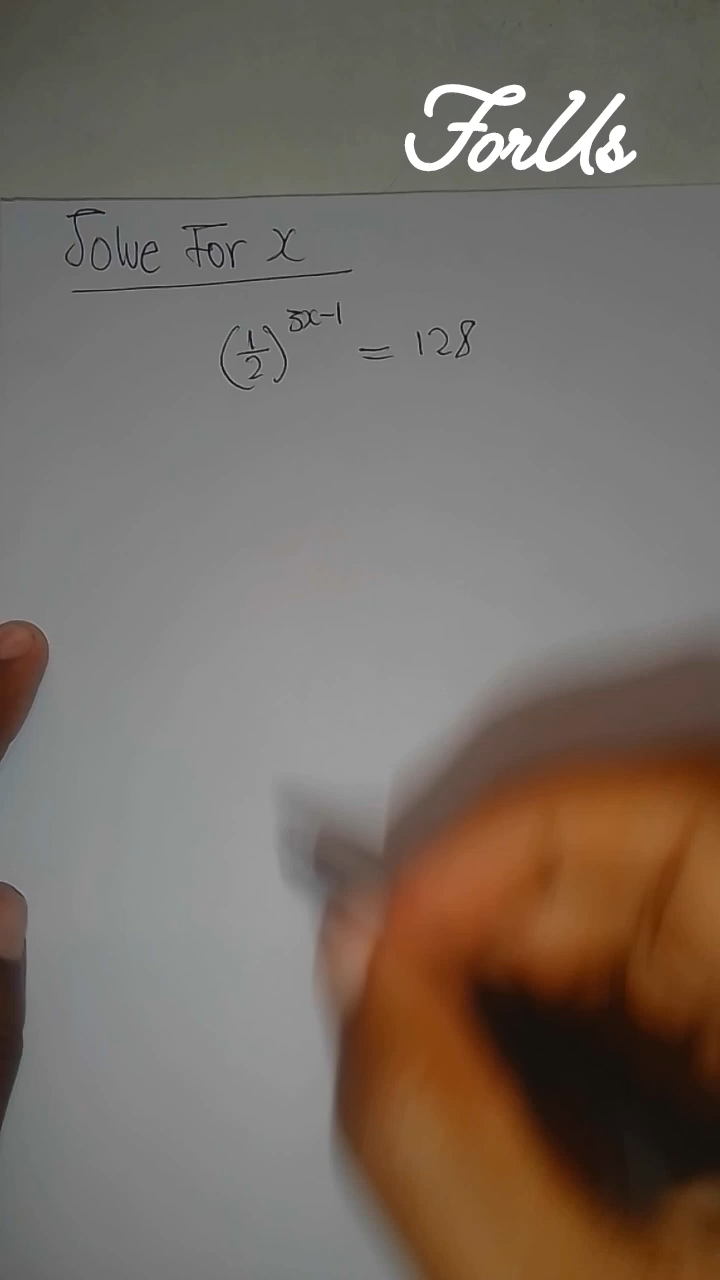 ForUs
Solve For x
(1/2)^{3x-1} = 128